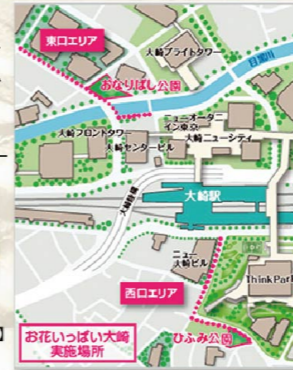 東口エリア
大崎ブライトタワー
おなりばし公園
目黒川
ニューオータニ
イン東京
大崎フロントタワー
大崎ニューシティ
大崎センタービル
大崎駅
ニュー
大崎ビル
ThinkPark
西口エリア
ひふみ公園
お花いっぱい大崎
実施場所